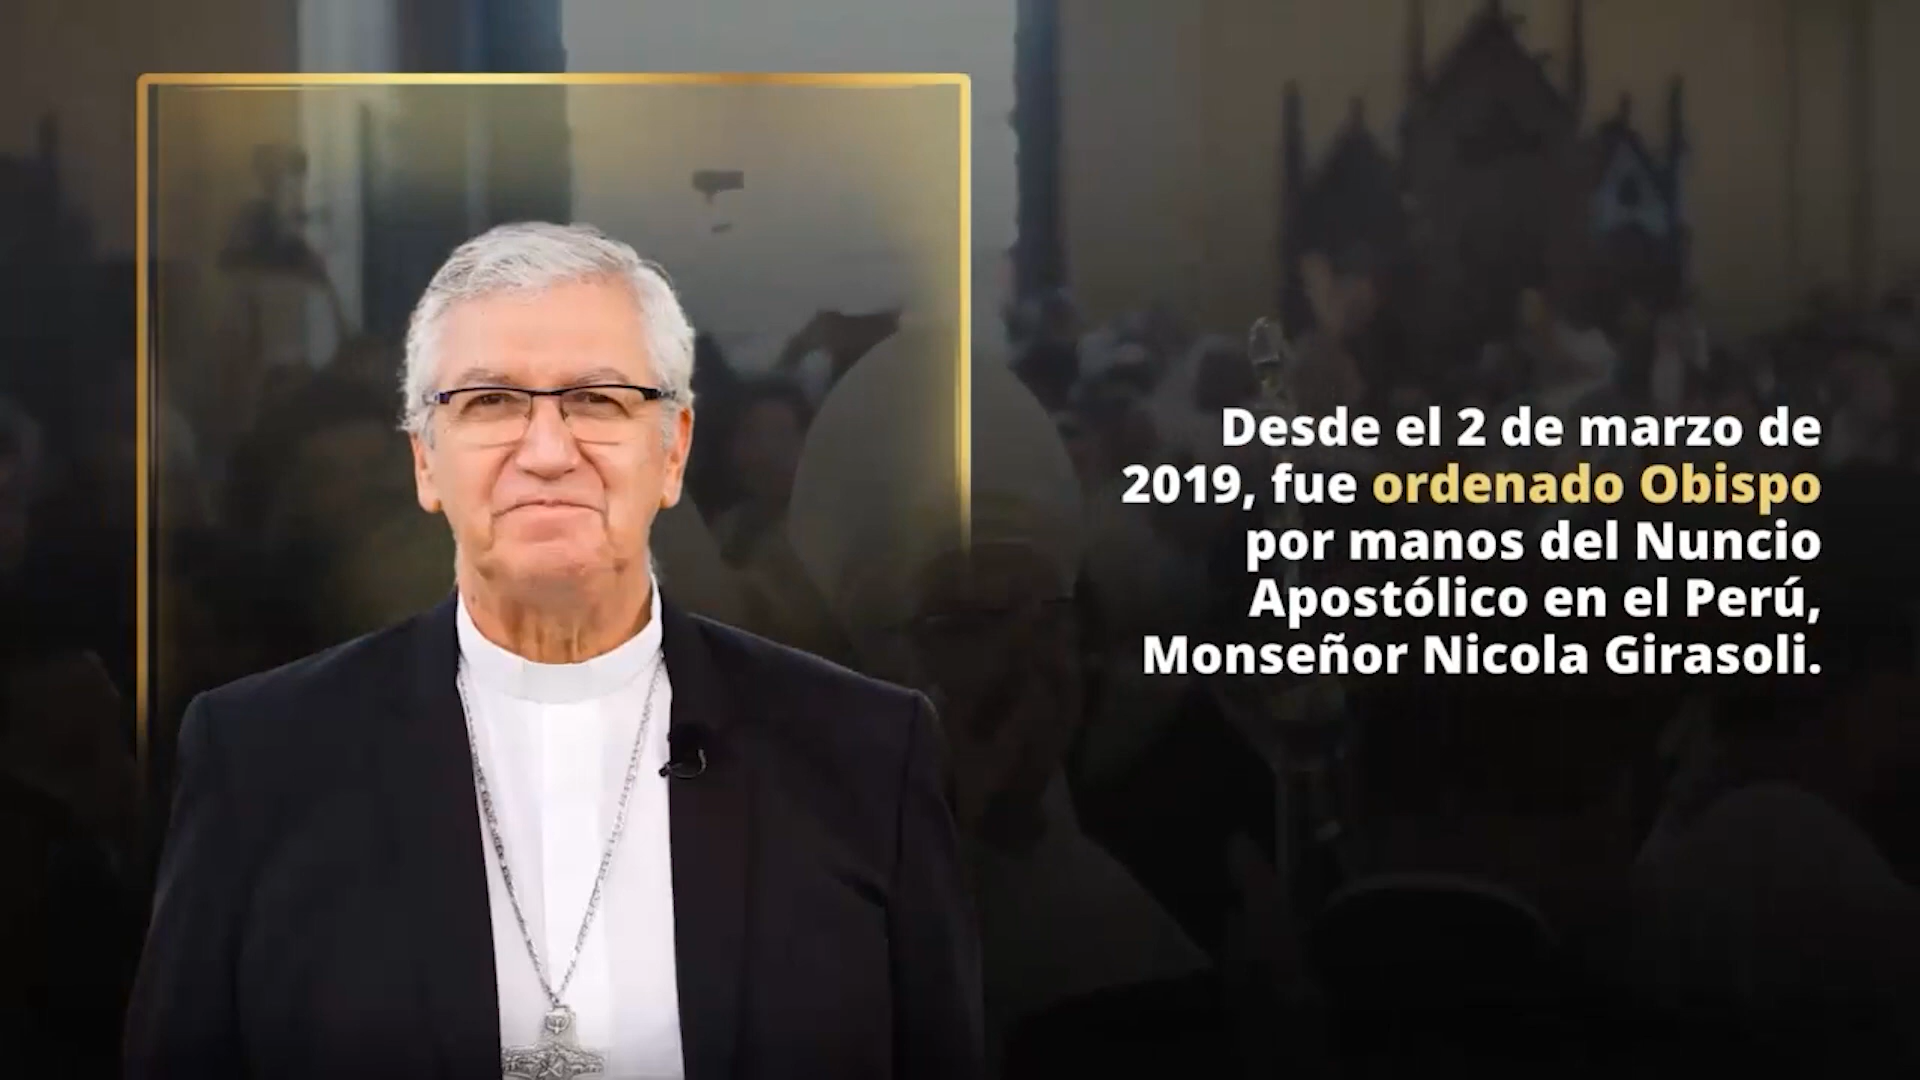 Desde el 2 de marzo de
2019, fue ordenado Obispo
por manos del Nuncio
Apostólico en el Perú,
Monseñor Nicola Girasoli.